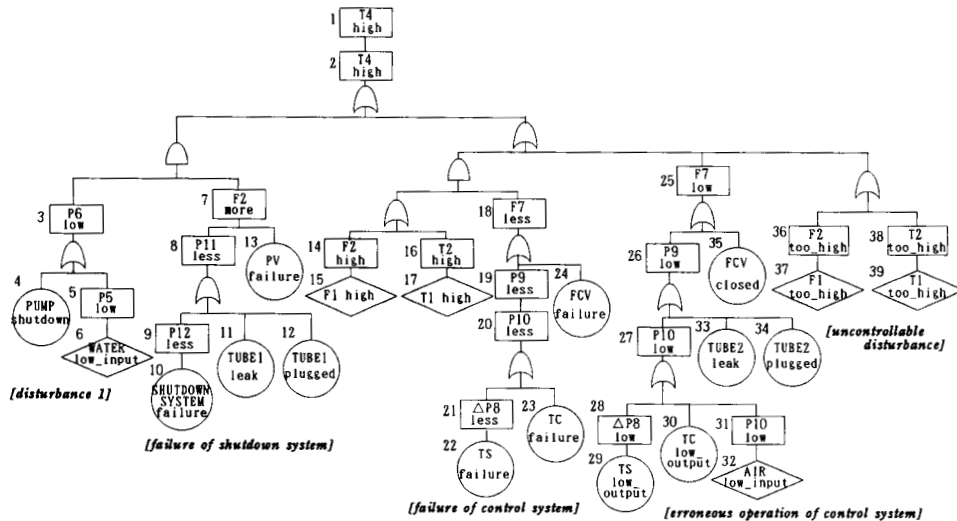 1 T4 high
2 T4 high
3 P6 low
4 PUMP shutdown
5 P5 low
6 WATER low_input
[disturbance 1]
7 F2 more
8 P11 less
9 P12 less
10 SHUTDOWN SYSTEM failure
11 TUBE1 leak
12 TUBE1 plugged
13 PV failure
[failure of shutdown system]
14 F2 high
15 F1 high
16 T2 high
17 T1 high
18 F7 less
19 P9 less
20 P10 less
21 △P8 less
22 TS failure
23 TC failure
24 FCV failure
[failure of control system]
25 F7 low
26 P9 low
27 P10 low
28 △P8 low
29 TS low_output
30 TC low_output
31 P10 low
32 AIR low_input
33 TUBE2 leak
34 TUBE2 plugged
35 FCV closed
[erroneous operation of control system]
36 F2 too_high
37 F1 too_high
38 T2 too_high
39 T1 too_high
[uncontrollable disturbance]